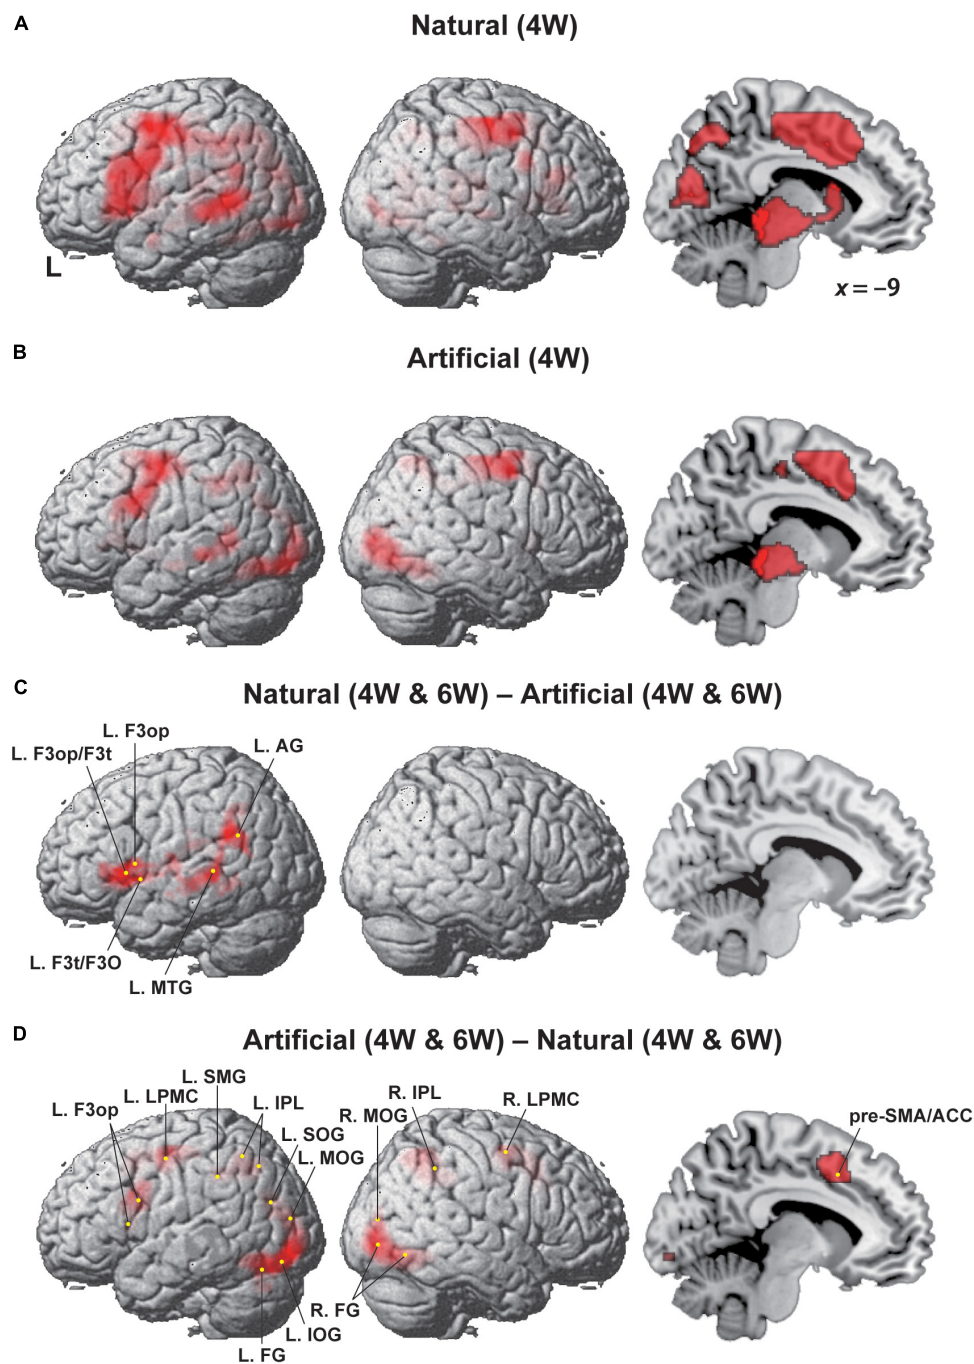 A
Natural (4W)
L
x = –9
B
Artificial (4W)
C
Natural (4W & 6W) – Artificial (4W & 6W)
L. F3op
L. F3op/F3t
L. AG
L. F3t/F3O
L. MTG
D
Artificial (4W & 6W) – Natural (4W & 6W)
L. SMG
L. LPMC
L. F3op
L. IPL
L. SOG
L. MOG
R. IPL
R. MOG
R. LPMC
pre-SMA/ACC
R. FG
L. IOG
L. FG